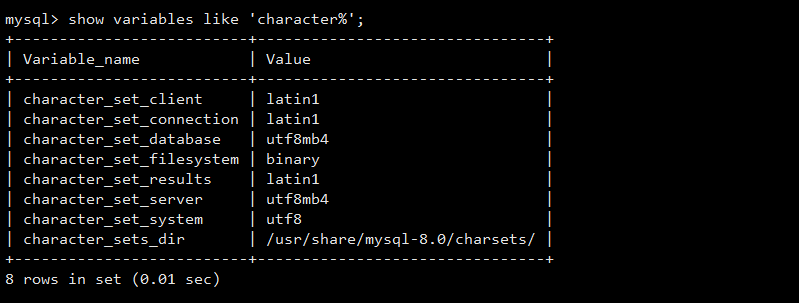 mysql> show variables like 'character%';
+--------------------------+--------------------------------+
| Variable_name            | Value                          |
+--------------------------+--------------------------------+
| character_set_client     | latin1                         |
| character_set_connection | latin1                         |
| character_set_database   | utf8mb4                        |
| character_set_filesystem | binary                         |
| character_set_results    | latin1                         |
| character_set_server     | utf8mb4                        |
| character_set_system     | utf8                           |
| character_sets_dir       | /usr/share/mysql-8.0/charsets/ |
+--------------------------+--------------------------------+
8 rows in set (0.01 sec)